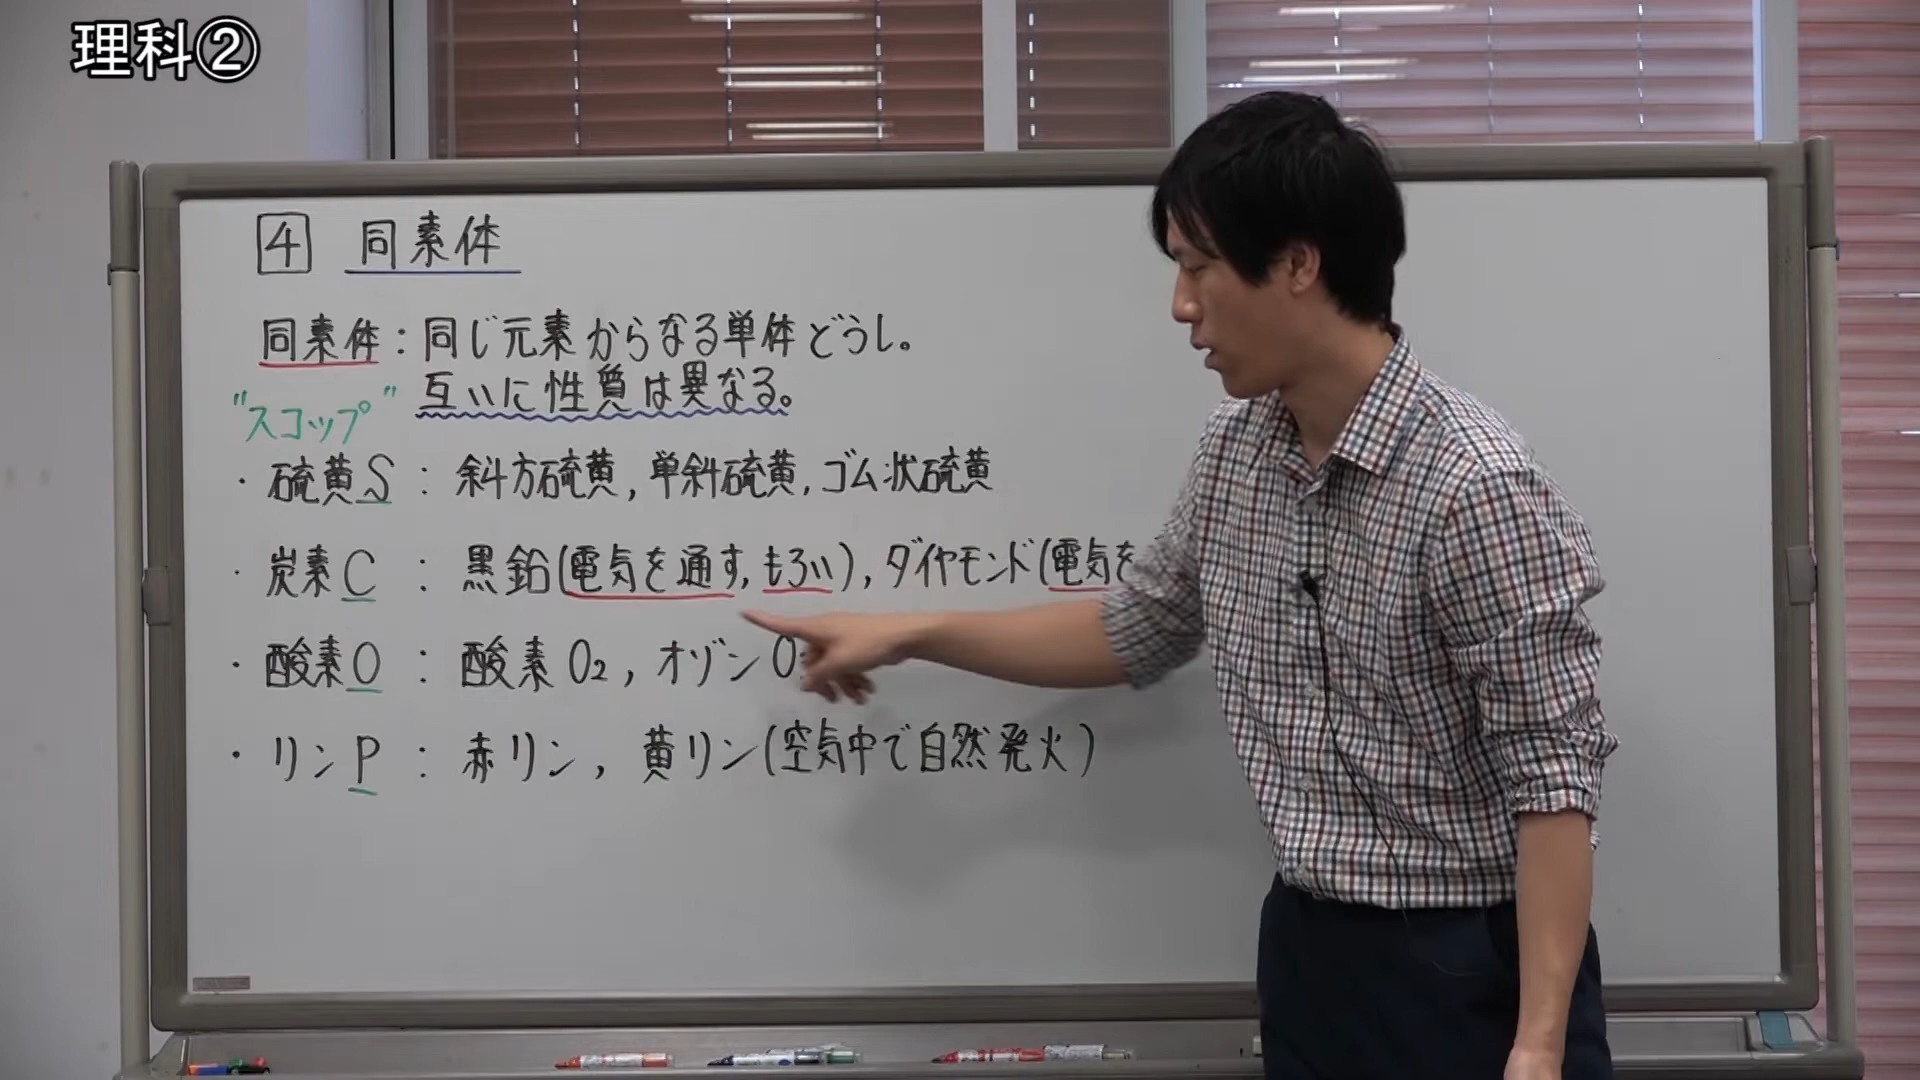 理科②
4 同素体
同素体：同じ元素からなる単体どうし。
互いに性質は異なる。
"スコップ"
・硫黄S：斜方硫黄，単斜硫黄，ゴム状硫黄
・炭素C：黒鉛(電気を通す，もろい)，ダイヤモンド(電気を
・酸素O：酸素O₂，オゾンO₃
・リンP：赤リン，黄リン(空気中で自然発火)